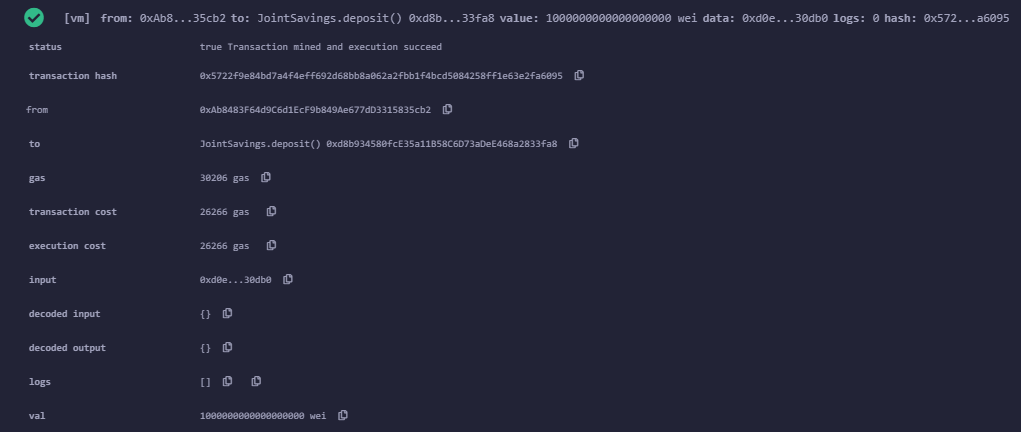 [vm] from: 0xAb8...35cb2 to: JointSavings.deposit() 0xd8b...33fa8 value: 1000000000000000000 wei data: 0xd0e...30db0 logs: 0 hash: 0x572...a6095
status true Transaction mined and execution succeed
transaction hash 0x5722f9e84bd7a4f4eff692d68bb8a062a2fbb1f4bcd5084258ff1e63e2fa6095
from 0xAb8483F64d9C6d1EcF9b849Ae677dD3315835cb2
to JointSavings.deposit() 0xd8b934580fcE35a11B58C6D73aDeE468a2833fa8
gas 30206 gas
transaction cost 26266 gas
execution cost 26266 gas
input 0xd0e...30db0
decoded input {}
decoded output {}
logs []
val 1000000000000000000 wei